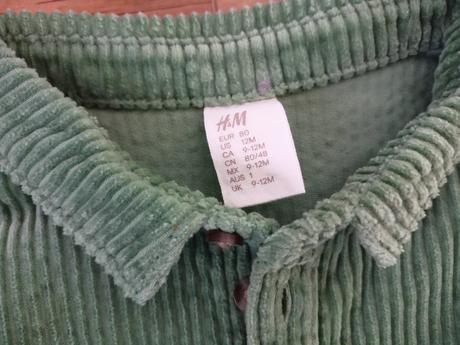 H&M
EUR 80
US 12M
CA 9-12M
CN 80/48
MX 9-12M
AUS 1
UK 9-12M